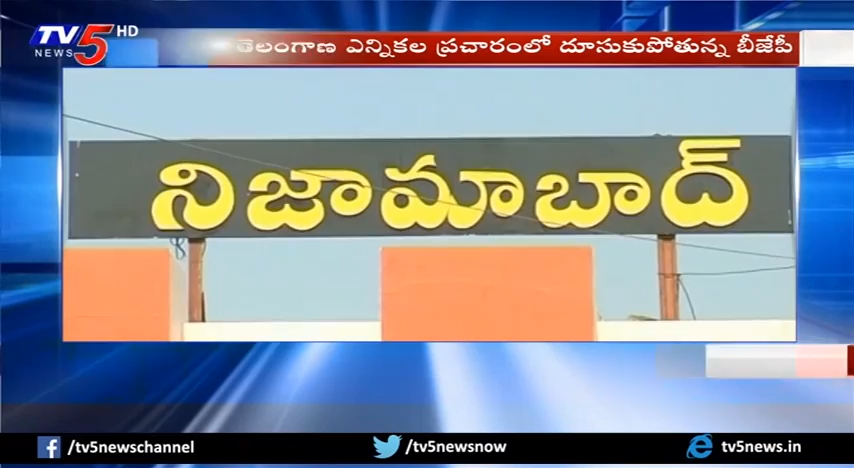 TV5 HD
NEWS
తెలంగాణ ఎన్నికల ప్రచారంలో దూసుకుపోతున్న బీజేపీ
నిజామాబాద్
/tv5newschannel
/tv5newsnow
tv5news.in